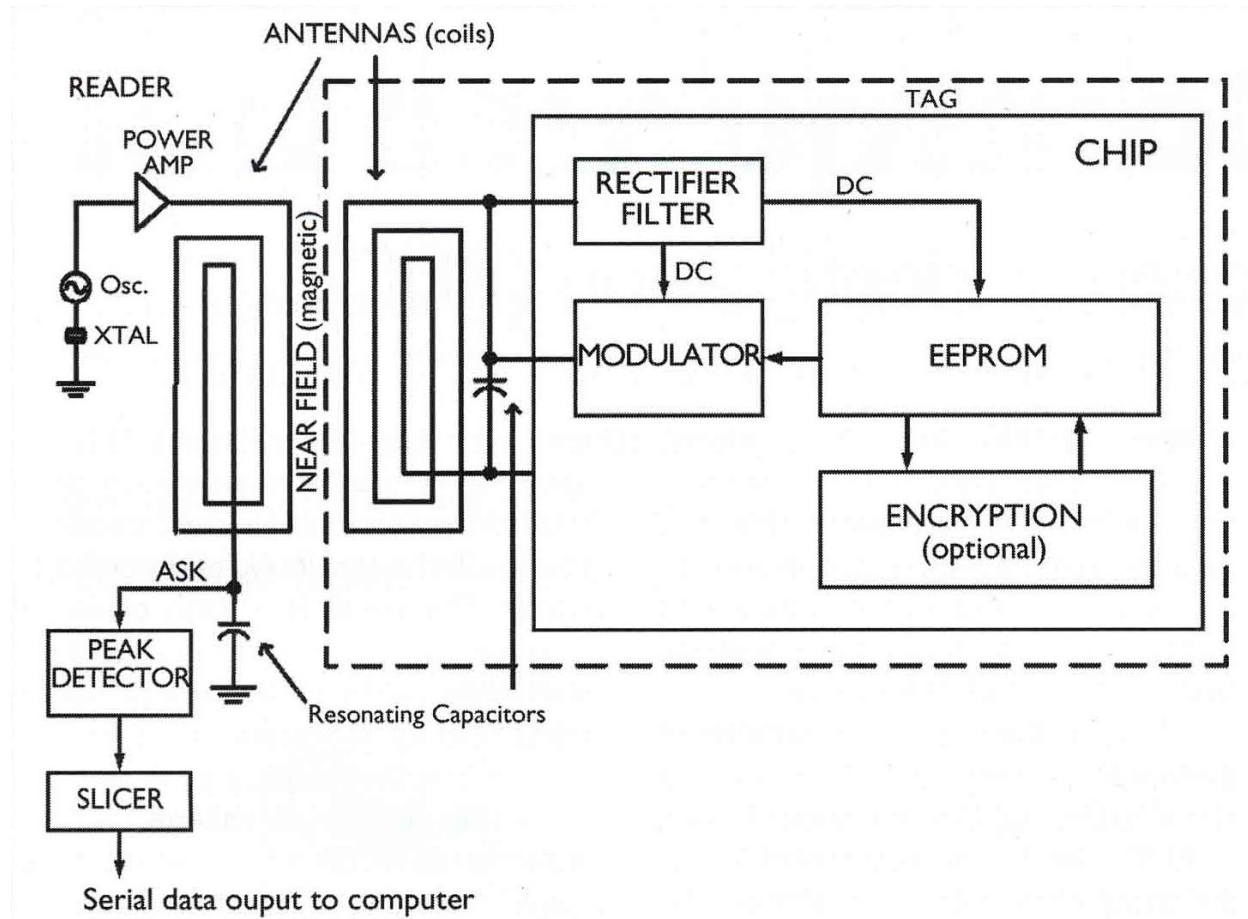 ANTENNAS (coils)
READER
TAG
POWER
AMP
CHIP
RECTIFIER
FILTER
DC
DC
Osc.
XTAL
NEAR FIELD (magnetic)
MODULATOR
EEPROM
ENCRYPTION
(optional)
ASK
PEAK
DETECTOR
Resonating Capacitors
SLICER
Serial data ouput to computer